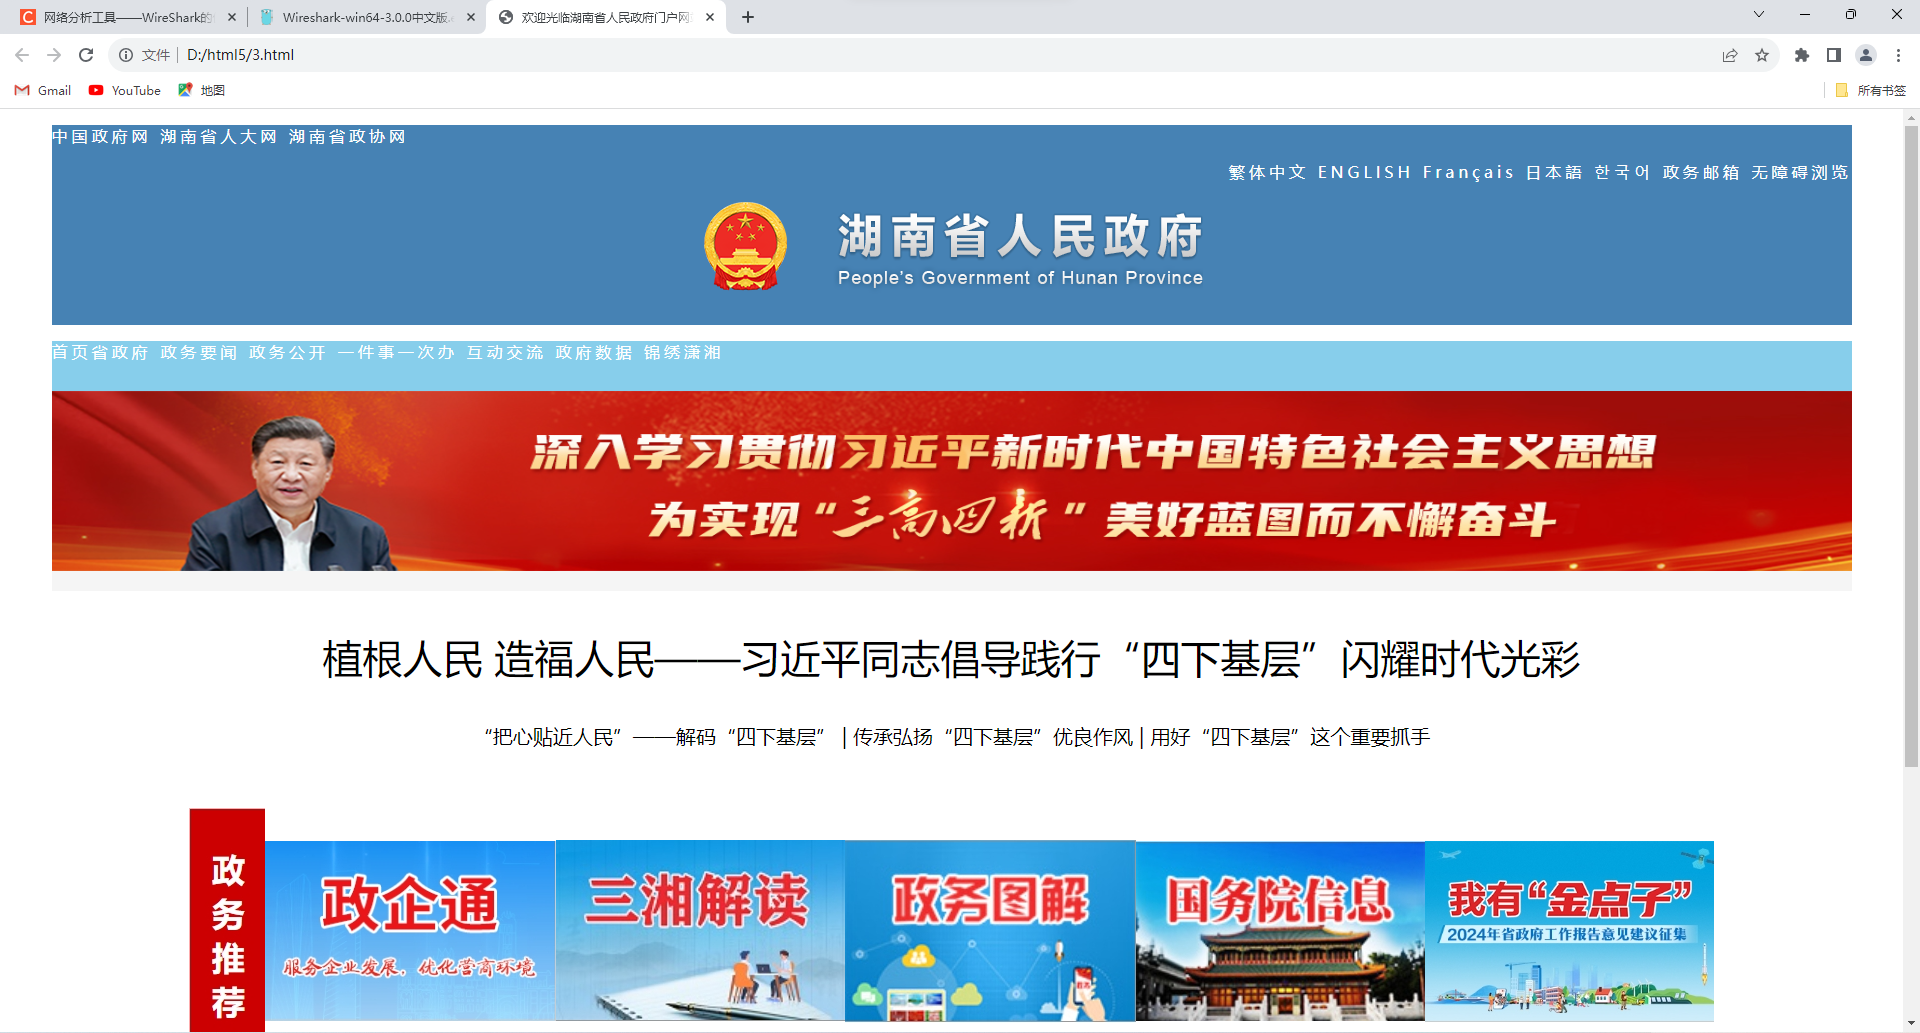 网络分析工具——WireShark的
Wireshark-win64-3.0.0中文版.
欢迎光临湖南省人民政府门户网
文件
D:/html5/3.html
Gmail
YouTube
地图
所有书签
中国政府网 湖南省人大网 湖南省政协网
繁体中文 ENGLISH Français 日本語 한국어 政务邮箱 无障碍浏览
湖南省人民政府
People's Government of Hunan Province
首页省政府 政务要闻 政务公开 一件事一次办 互动交流 政府数据 锦绣潇湘
深入学习贯彻习近平新时代中国特色社会主义思想
为实现“三高四新”美好蓝图而不懈奋斗
植根人民 造福人民——习近平同志倡导践行“四下基层”闪耀时代光彩
“把心贴近人民”——解码“四下基层” | 传承弘扬“四下基层”优良作风 | 用好“四下基层”这个重要抓手
政务推荐
政企通
服务企业发展，优化营商环境
三湘解读
政务图解
国务院信息
我有“金点子”
2024年省政府工作报告意见建议征集